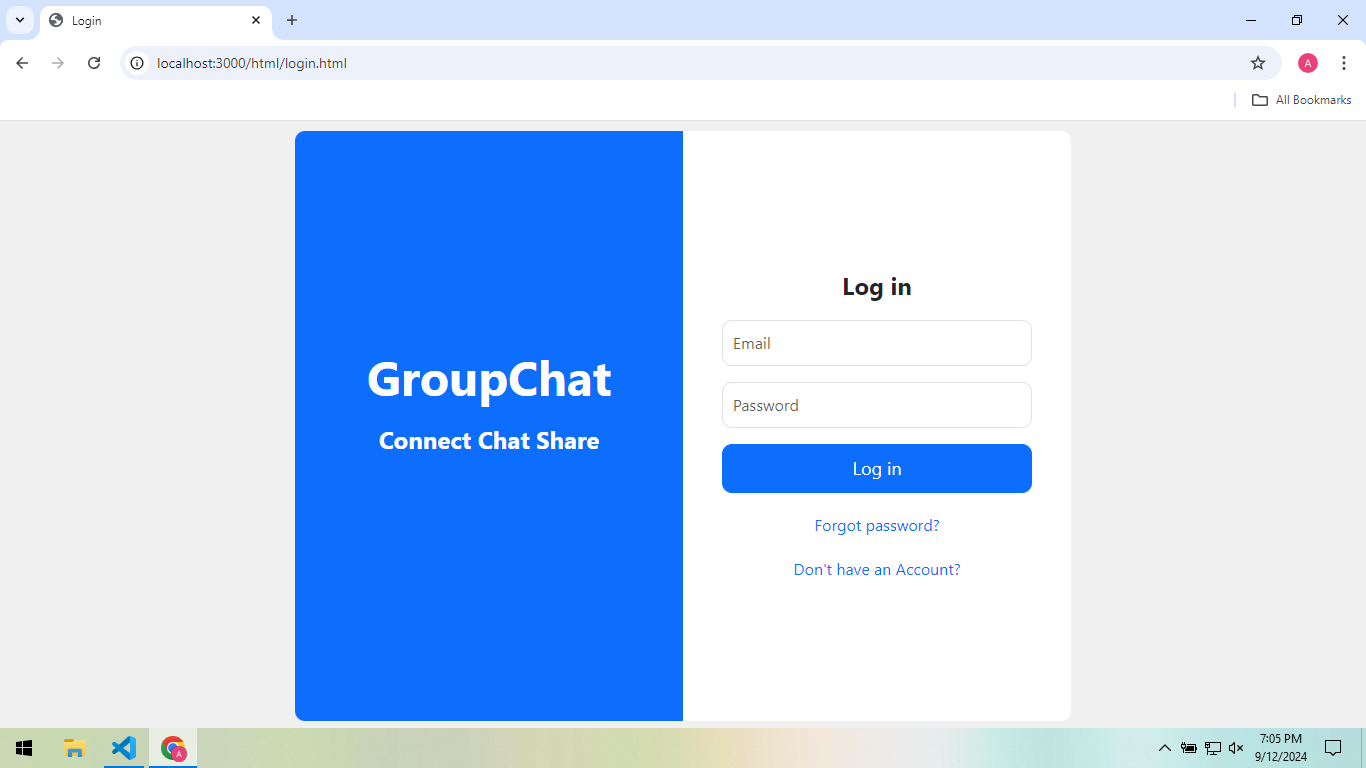 Login
localhost:3000/html/login.html
A
All Bookmarks
GroupChat
Connect Chat Share
Log in
Email
Password
Log in
Forgot password?
Don't have an Account?
A
7:05 PM
9/12/2024